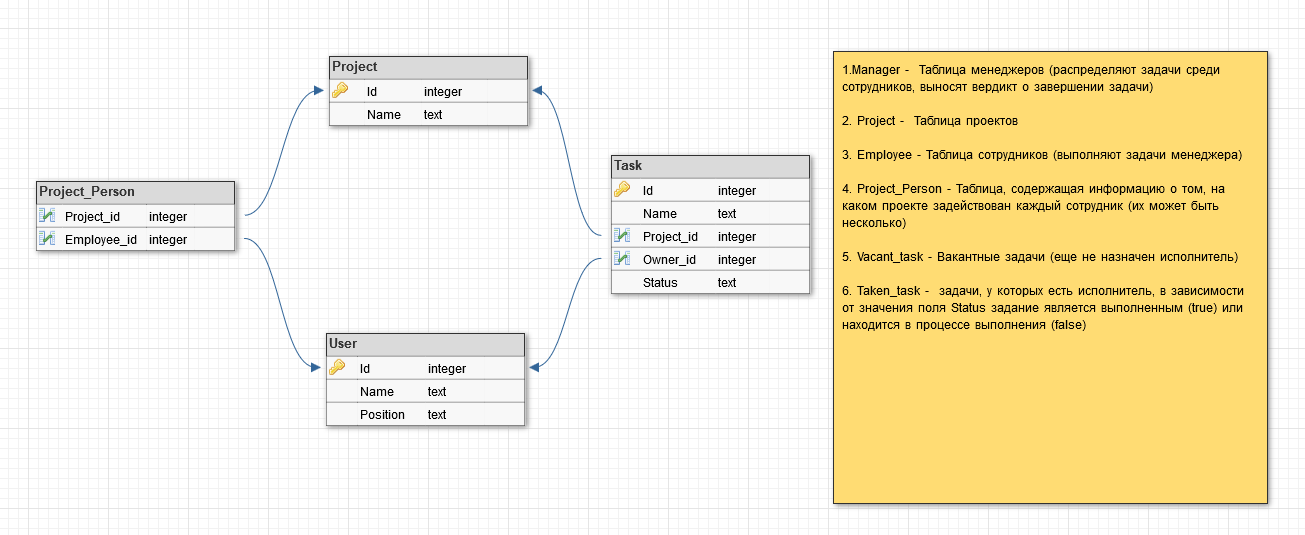 Project
Id integer
Name text
Project_Person
Project_id integer
Employee_id integer
User
Id integer
Name text
Position text
Task
Id integer
Name text
Project_id integer
Owner_id integer
Status text
1.Manager - Таблица менеджеров (распределяют задачи среди
сотрудников, выносят вердикт о завершении задачи)
2. Project - Таблица проектов
3. Employee - Таблица сотрудников (выполняют задачи менеджера)
4. Project_Person - Таблица, содержащая информацию о том, на
каком проекте задействован каждый сотрудник (их может быть
несколько)
5. Vacant_task - Вакантные задачи (еще не назначен исполнитель)
6. Taken_task - задачи, у которых есть исполнитель, в зависимости
от значения поля Status задание является выполненным (true) или
находится в процессе выполнения (false)